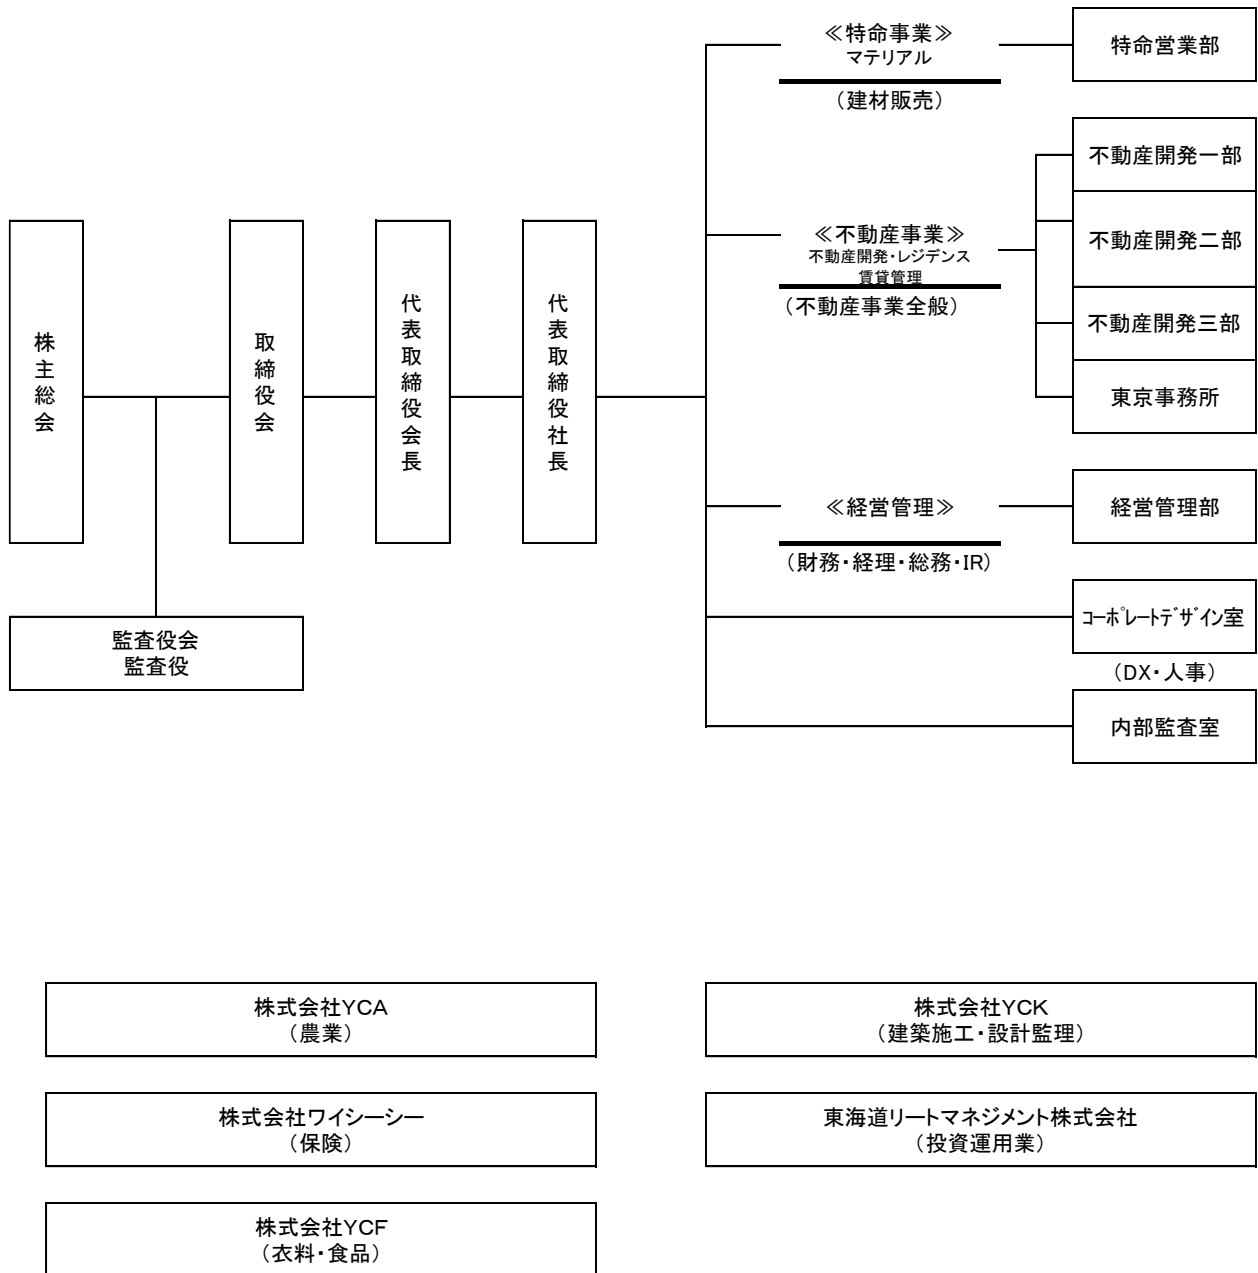 ≪特命事業≫
マテリアル
(建材販売)
特命営業部
株主総会
取締役会
代表取締役会長
代表取締役社長
監査役会
監査役
≪不動産事業≫
不動産開発・レジデンス
賃貸管理
(不動産事業全般)
不動産開発一部
不動産開発二部
不動産開発三部
東京事務所
≪経営管理≫
(財務・経理・総務・IR)
経営管理部
コーポレートデザイン室
(DX・人事)
内部監査室
株式会社YCA
(農業)
株式会社YCK
(建築施工・設計監理)
株式会社ワイシーシー
(保険)
東海道リートマネジメント株式会社
(投資運用業)
株式会社YCF
(衣料・食品)